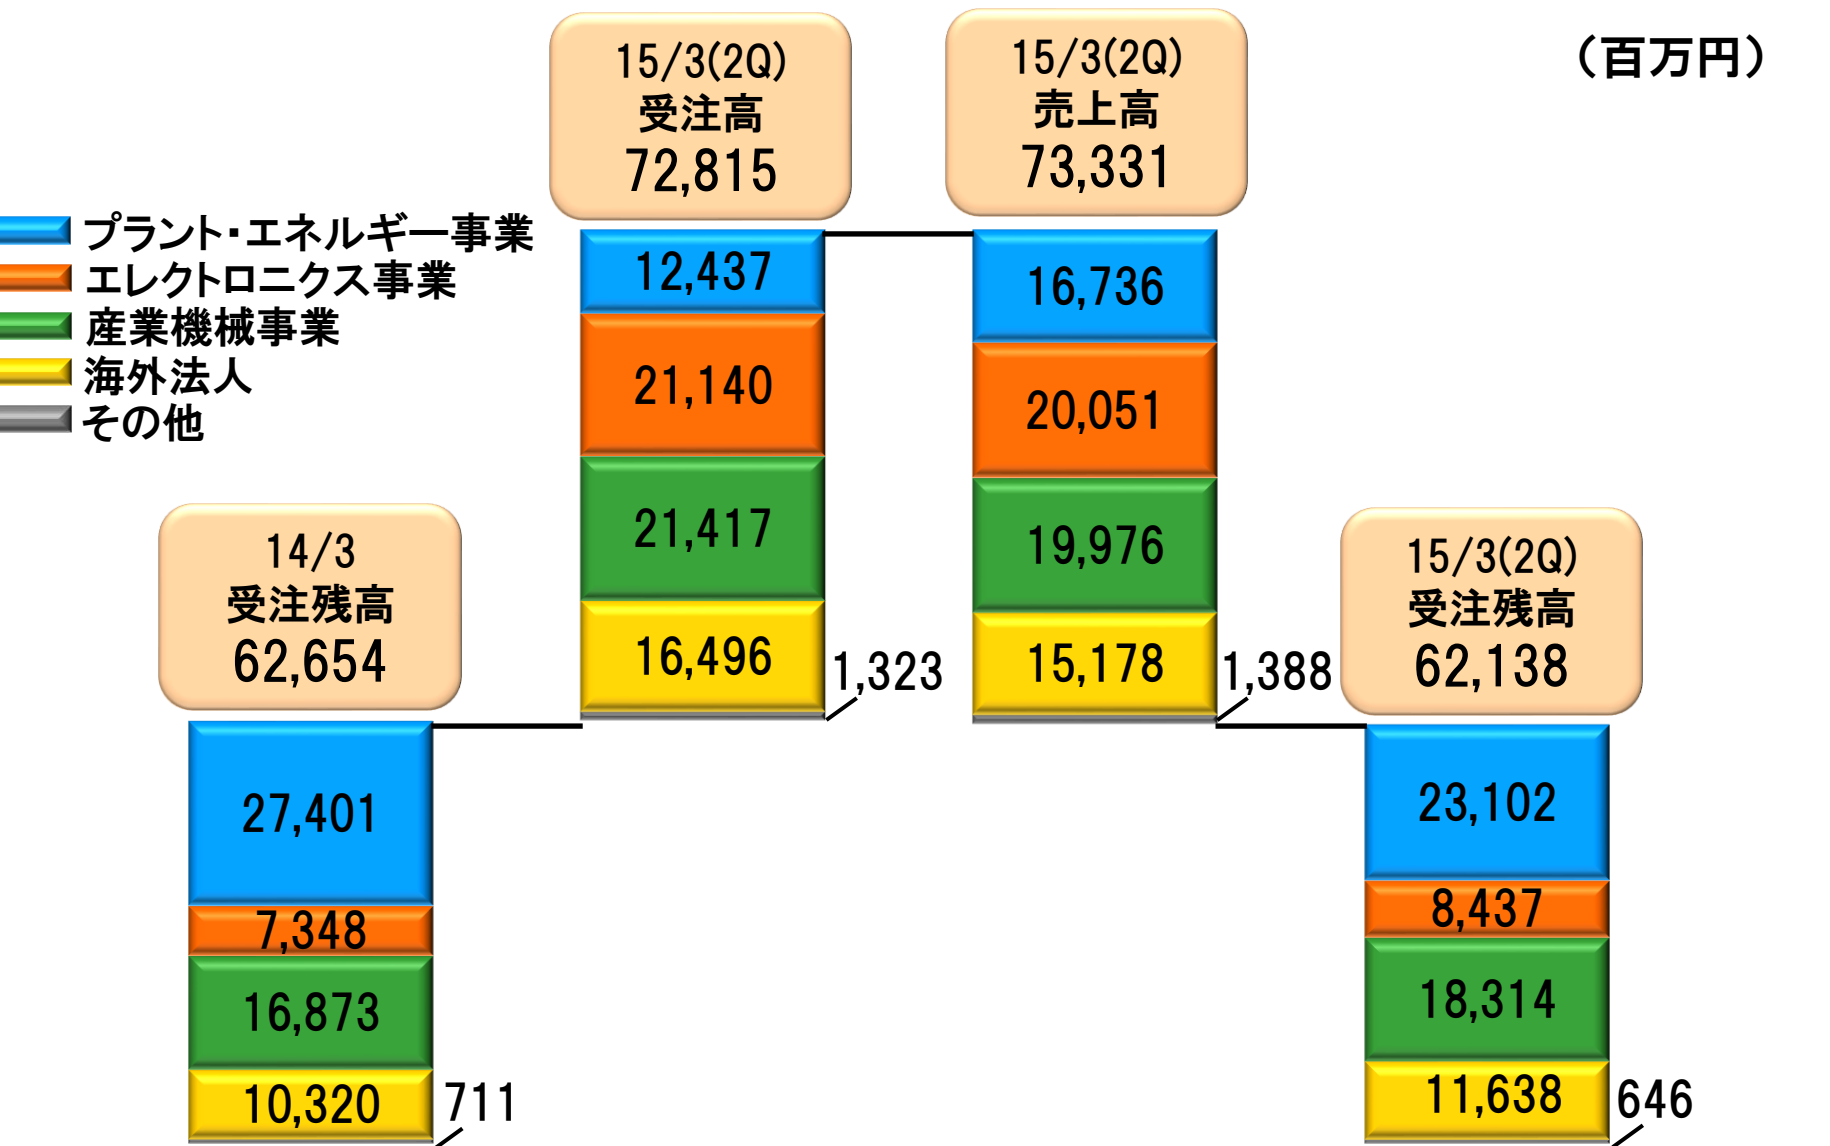 （百万円）
15/3(2Q)
受注高
72,815
15/3(2Q)
売上高
73,331
プラント・エネルギー事業
エレクトロニクス事業
産業機械事業
海外法人
その他
12,437
21,140
21,417
16,496
1,323
16,736
20,051
19,976
15,178
1,388
14/3
受注残高
62,654
27,401
7,348
16,873
10,320
711
15/3(2Q)
受注残高
62,138
23,102
8,437
18,314
11,638
646